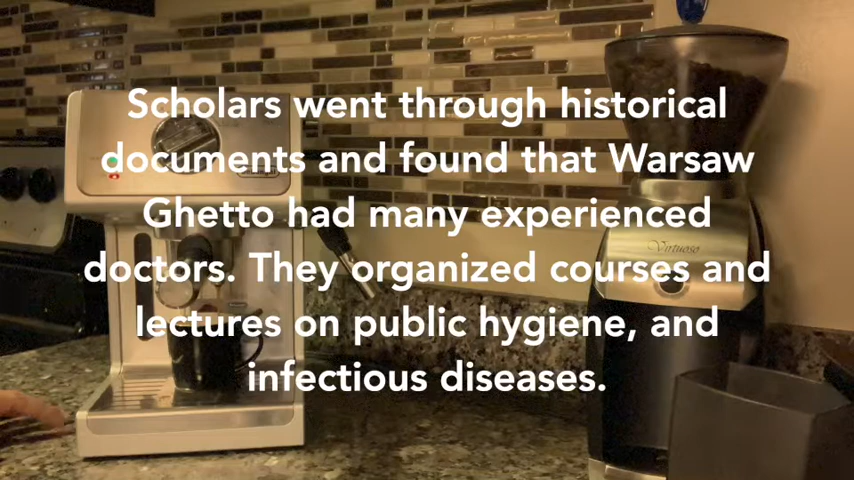 Scholars went through historical
documents and found that Warsaw
Ghetto had many experienced
doctors. They organized courses and
lectures on public hygiene, and
infectious diseases.
Virtuoso